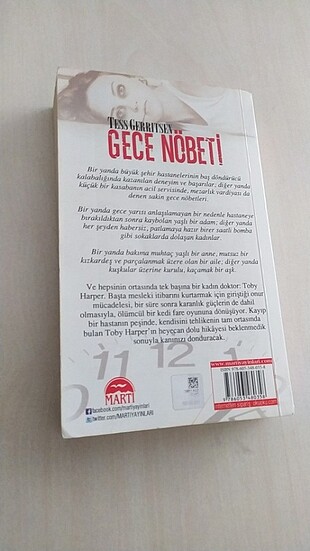 TESS GERRITSEN
GECE NÖBETİ
Bir yanda büyük şehir hastanelerinin baş döndürücü
kalabalığında kazanılan deneyim ve başarılar; diğer yanda
küçük bir kasabanın acil servisinde, mezarlık vardiyası da
denen sakin gece nöbetleri.
Bir yanda gece yarısı anlaşılamayan bir nedenle hastaneye
bırakıldıktan sonra kaybolan yaşlı bir adam; diğer yanda
her şeyden habersiz, patlamaya hazır birer saatli bomba
gibi sokaklarda dolaşan kadınlar.
Bir yanda bakıma muhtaç yaşlı bir anne, mutsuz bir
kızkardeş ve parçalanmak üzere olan bir aile; diğer yanda
kuşkular üzerine kurulu, kaçamak bir aşk.
Ve hepsinin ortasında tek başına bir kadın doktor: Toby
Harper. Başta mesleki itibarını kurtarmak için giriştiği onur
mücadelesi, bir süre sonra karanlık güçlerin de dahil
olmasıyla, ölümcül bir kedi fare oyununa dönüşüyor. Kayıp
bir hastanın peşinde, kendisini tehlikenin tam ortasında
bulan Toby Harper'ın heyecan dolu hikâyesi beklenmedik
sonuyla kanınızı donduracak.
11 12 1
MARTI
facebook.com/martiyayinlari
twitter.com/MARTIYAYINLARI
www.martiyayinlari.com